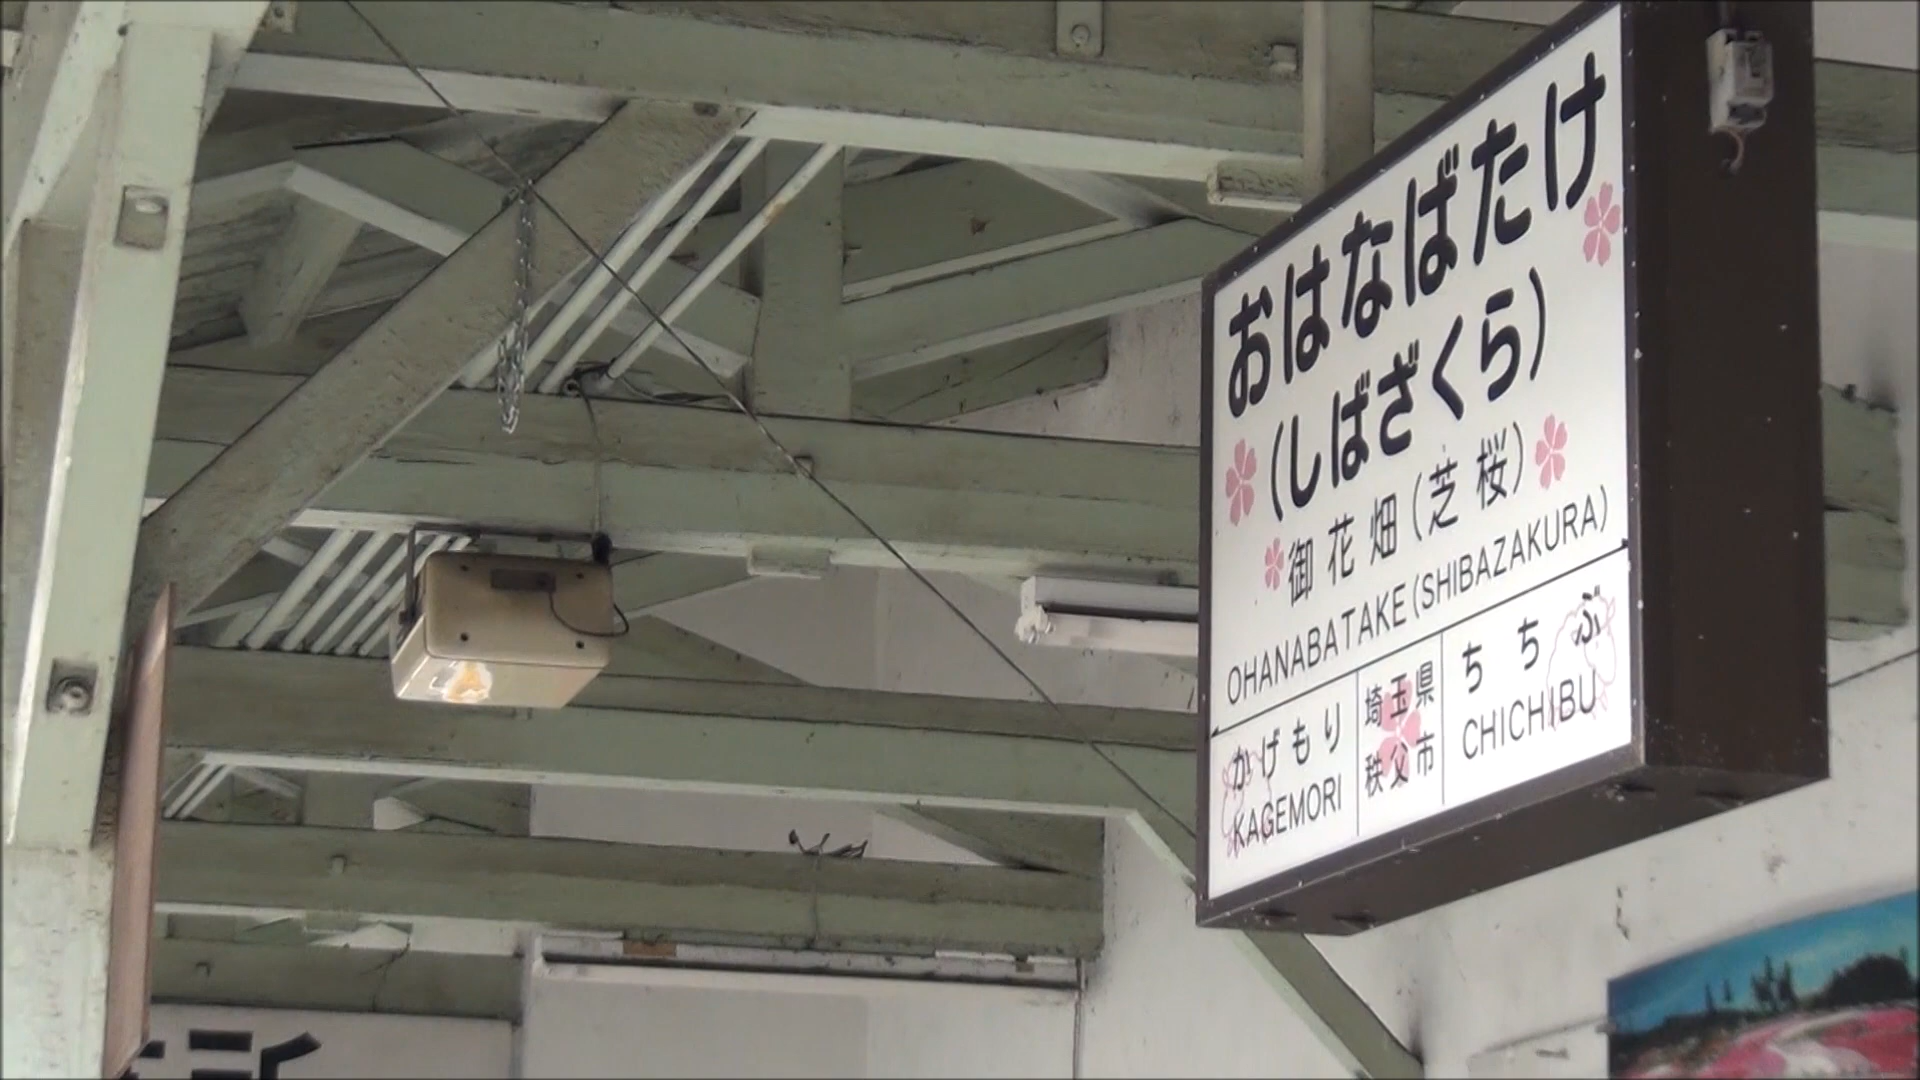 おはなばたけ
(しばざくら)
御花畑(芝桜)
OHANABATAKE(SHIBAZAKURA)
かげもり
KAGEMORI
埼玉県
秩父市
ちちぶ
CHICHIBU